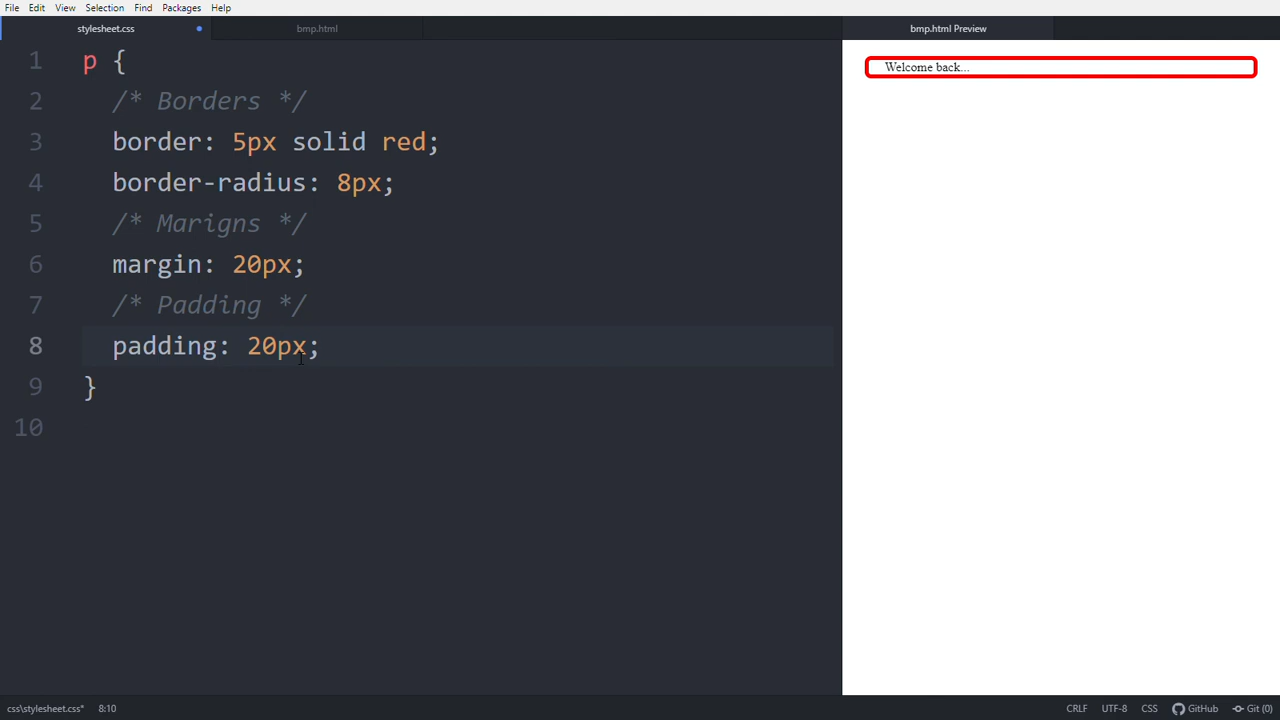 File Edit View Selection Find Packages Help
stylesheet.css bmp.html bmp.html Preview
1 p {
2 /* Borders */
3 border: 5px solid red;
4 border-radius: 8px;
5 /* Marigns */
6 margin: 20px;
7 /* Padding */
8 padding: 20px;
9 }
10
Welcome back...
css\stylesheet.css* 8:10 CRLF UTF-8 CSS GitHub Git (0)